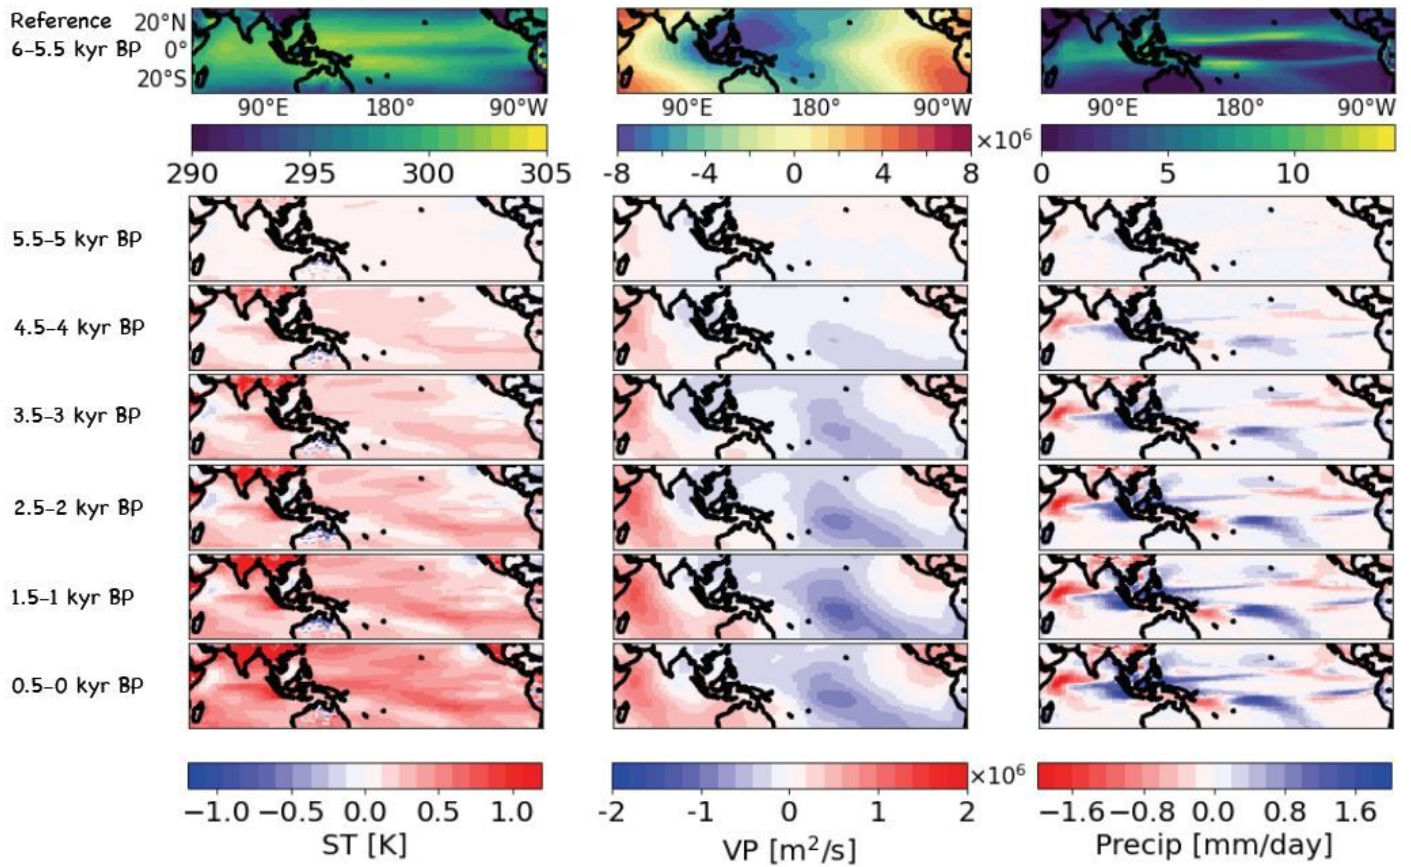 Reference
6–5.5 kyr BP
20°N
0°
20°S
90°E 180° 90°W
90°E 180° 90°W
90°E 180° 90°W
290 295 300 305
-8 -4 0 4 8 ×10⁶
0 5 10
5.5–5 kyr BP
4.5–4 kyr BP
3.5–3 kyr BP
2.5–2 kyr BP
1.5–1 kyr BP
0.5–0 kyr BP
−1.0 −0.5 0.0 0.5 1.0
ST [K]
-2 -1 0 1 2 ×10⁶
VP [m²/s]
−1.6 −0.8 0.0 0.8 1.6
Precip [mm/day]